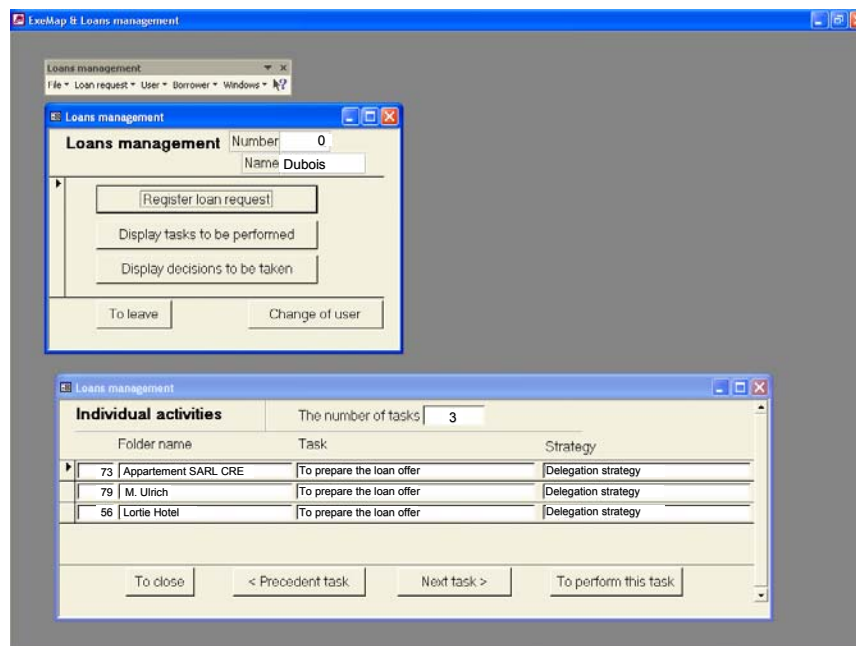 ExeMap & Loans management
Loans management
File Loan request User Borrower Windows ?
Loans management
Loans management Number 0
Name Dubois
Register loan request
Display tasks to be performed
Display decisions to be taken
To leave Change of user
Loans management
Individual activities The number of tasks 3
Folder name Task Strategy
73 Appartement SARL CRE To prepare the loan offer Delegation strategy
79 M. Ulrich To prepare the loan offer Delegation strategy
56 Lortie Hotel To prepare the loan offer Delegation strategy
To close < Precedent task Next task > To perform this task